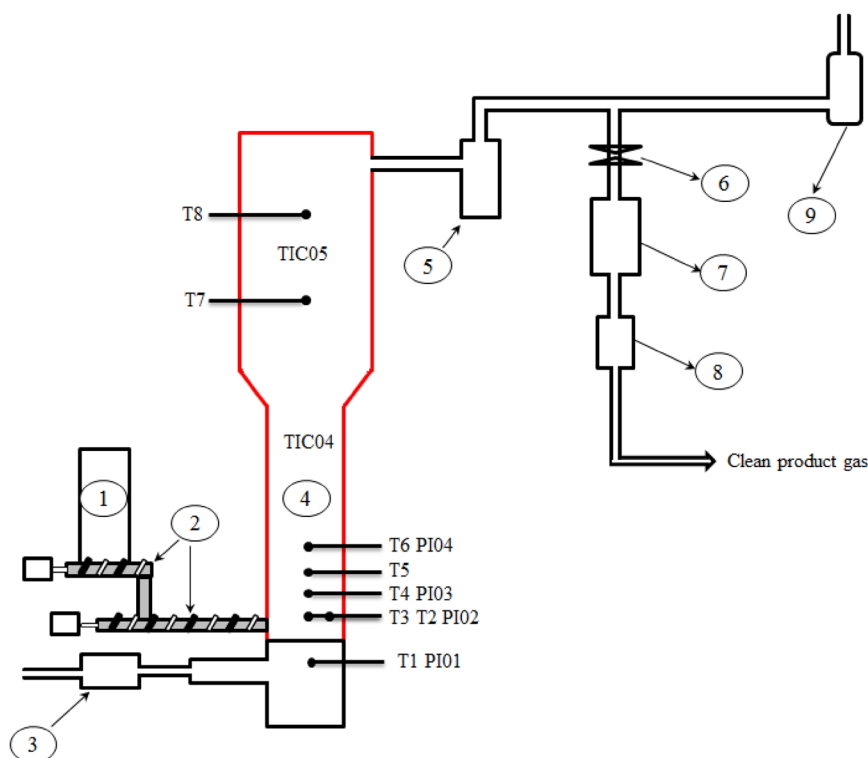 6
9
T8
TIC05
5
7
T7
8
TIC04
Clean product gas
1
4
2
T6 PI04
T5
T4 PI03
T3 T2 PI02
T1 PI01
3